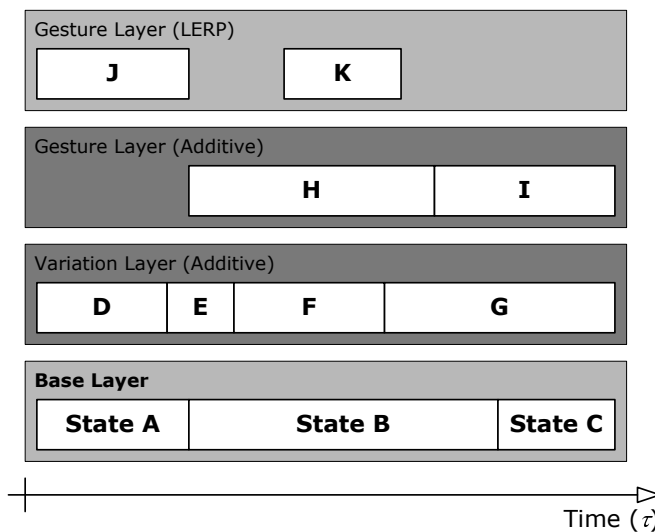 Gesture Layer (LERP)
J K
Gesture Layer (Additive)
H I
Variation Layer (Additive)
D E F G
Base Layer
State A State B State C
Time (τ)